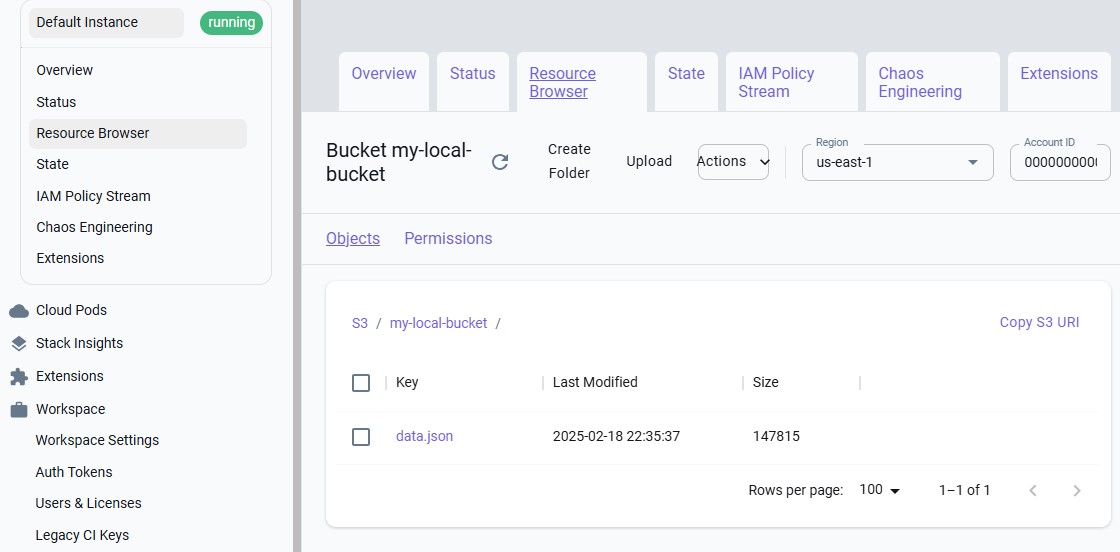 Default Instance
running
Overview
Status
Resource Browser
State
IAM Policy Stream
Chaos Engineering
Extensions
Cloud Pods
Stack Insights
Extensions
Workspace
Workspace Settings
Auth Tokens
Users & Licenses
Legacy CI Keys
Overview
Status
Resource
Browser
State
IAM Policy
Stream
Chaos
Engineering
Extensions
Bucket my-local-
bucket
Create
Folder
Upload
Actions
Region
us-east-1
Account ID
0000000000
Objects
Permissions
S3 / my-local-bucket /
Copy S3 URI
Key
Last Modified
Size
data.json
2025-02-18 22:35:37
147815
Rows per page:
100
1–1 of 1